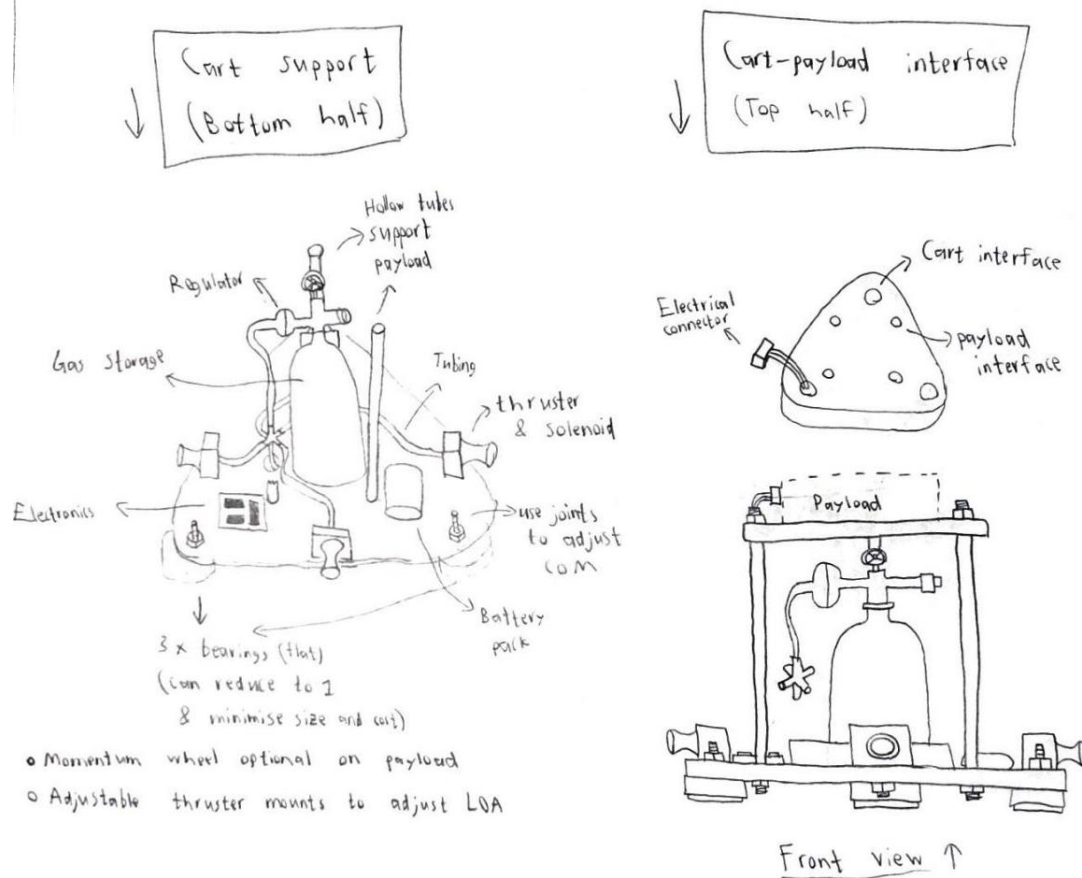 Cart support
(Bottom half)
Hollow tubes
support
payload
Regulator
Gas storage
Tubing
thruster
& solenoid
Electronics
use joints
to adjust
COM
Battery
pack
3 x bearings (flat)
(can reduce to 1
& minimise size and cost)
Momentum wheel optional on payload
Adjustable thruster mounts to adjust LOA
Cart-payload interface
(Top half)
Cart interface
Electrical
connector
payload
interface
Payload
Front view